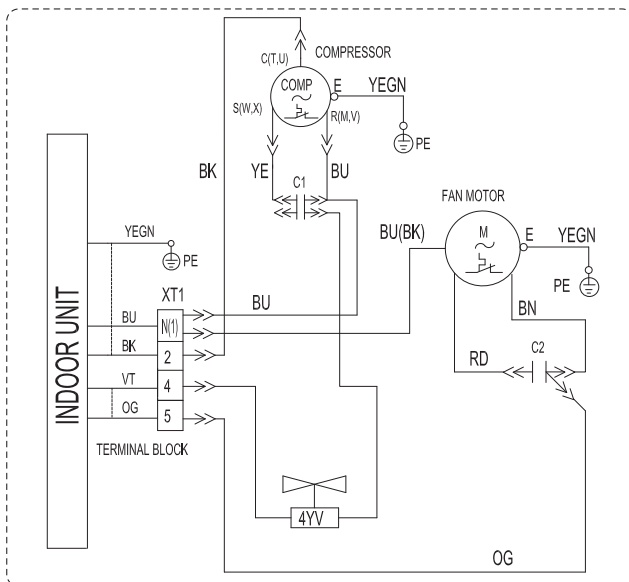 C(T,U)
COMPRESSOR
COMP
E
YEGN
S(W,X)
R(M,V)
PE
BK
YE
BU
C1
FAN MOTOR
BU(BK)
M
E
YEGN
YEGN
PE
PE
XT1
BU
BN
INDOOR UNIT
BU
N(1)
C2
BK
2
RD
VT
4
OG
5
TERMINAL BLOCK
4YV
OG